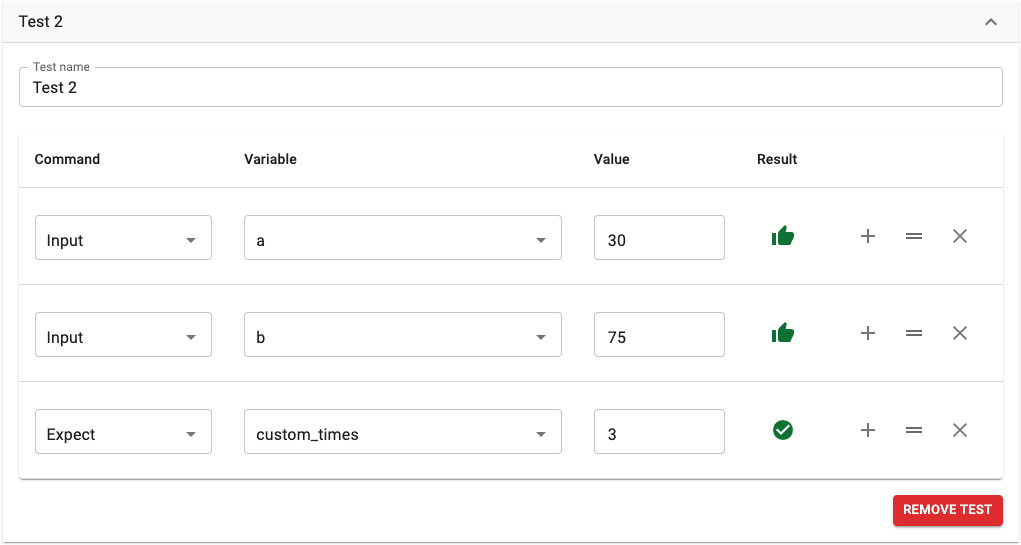 Test 2
Test name
Test 2
Command Variable Value Result
Input a 30
Input b 75
Expect custom_times 3
REMOVE TEST